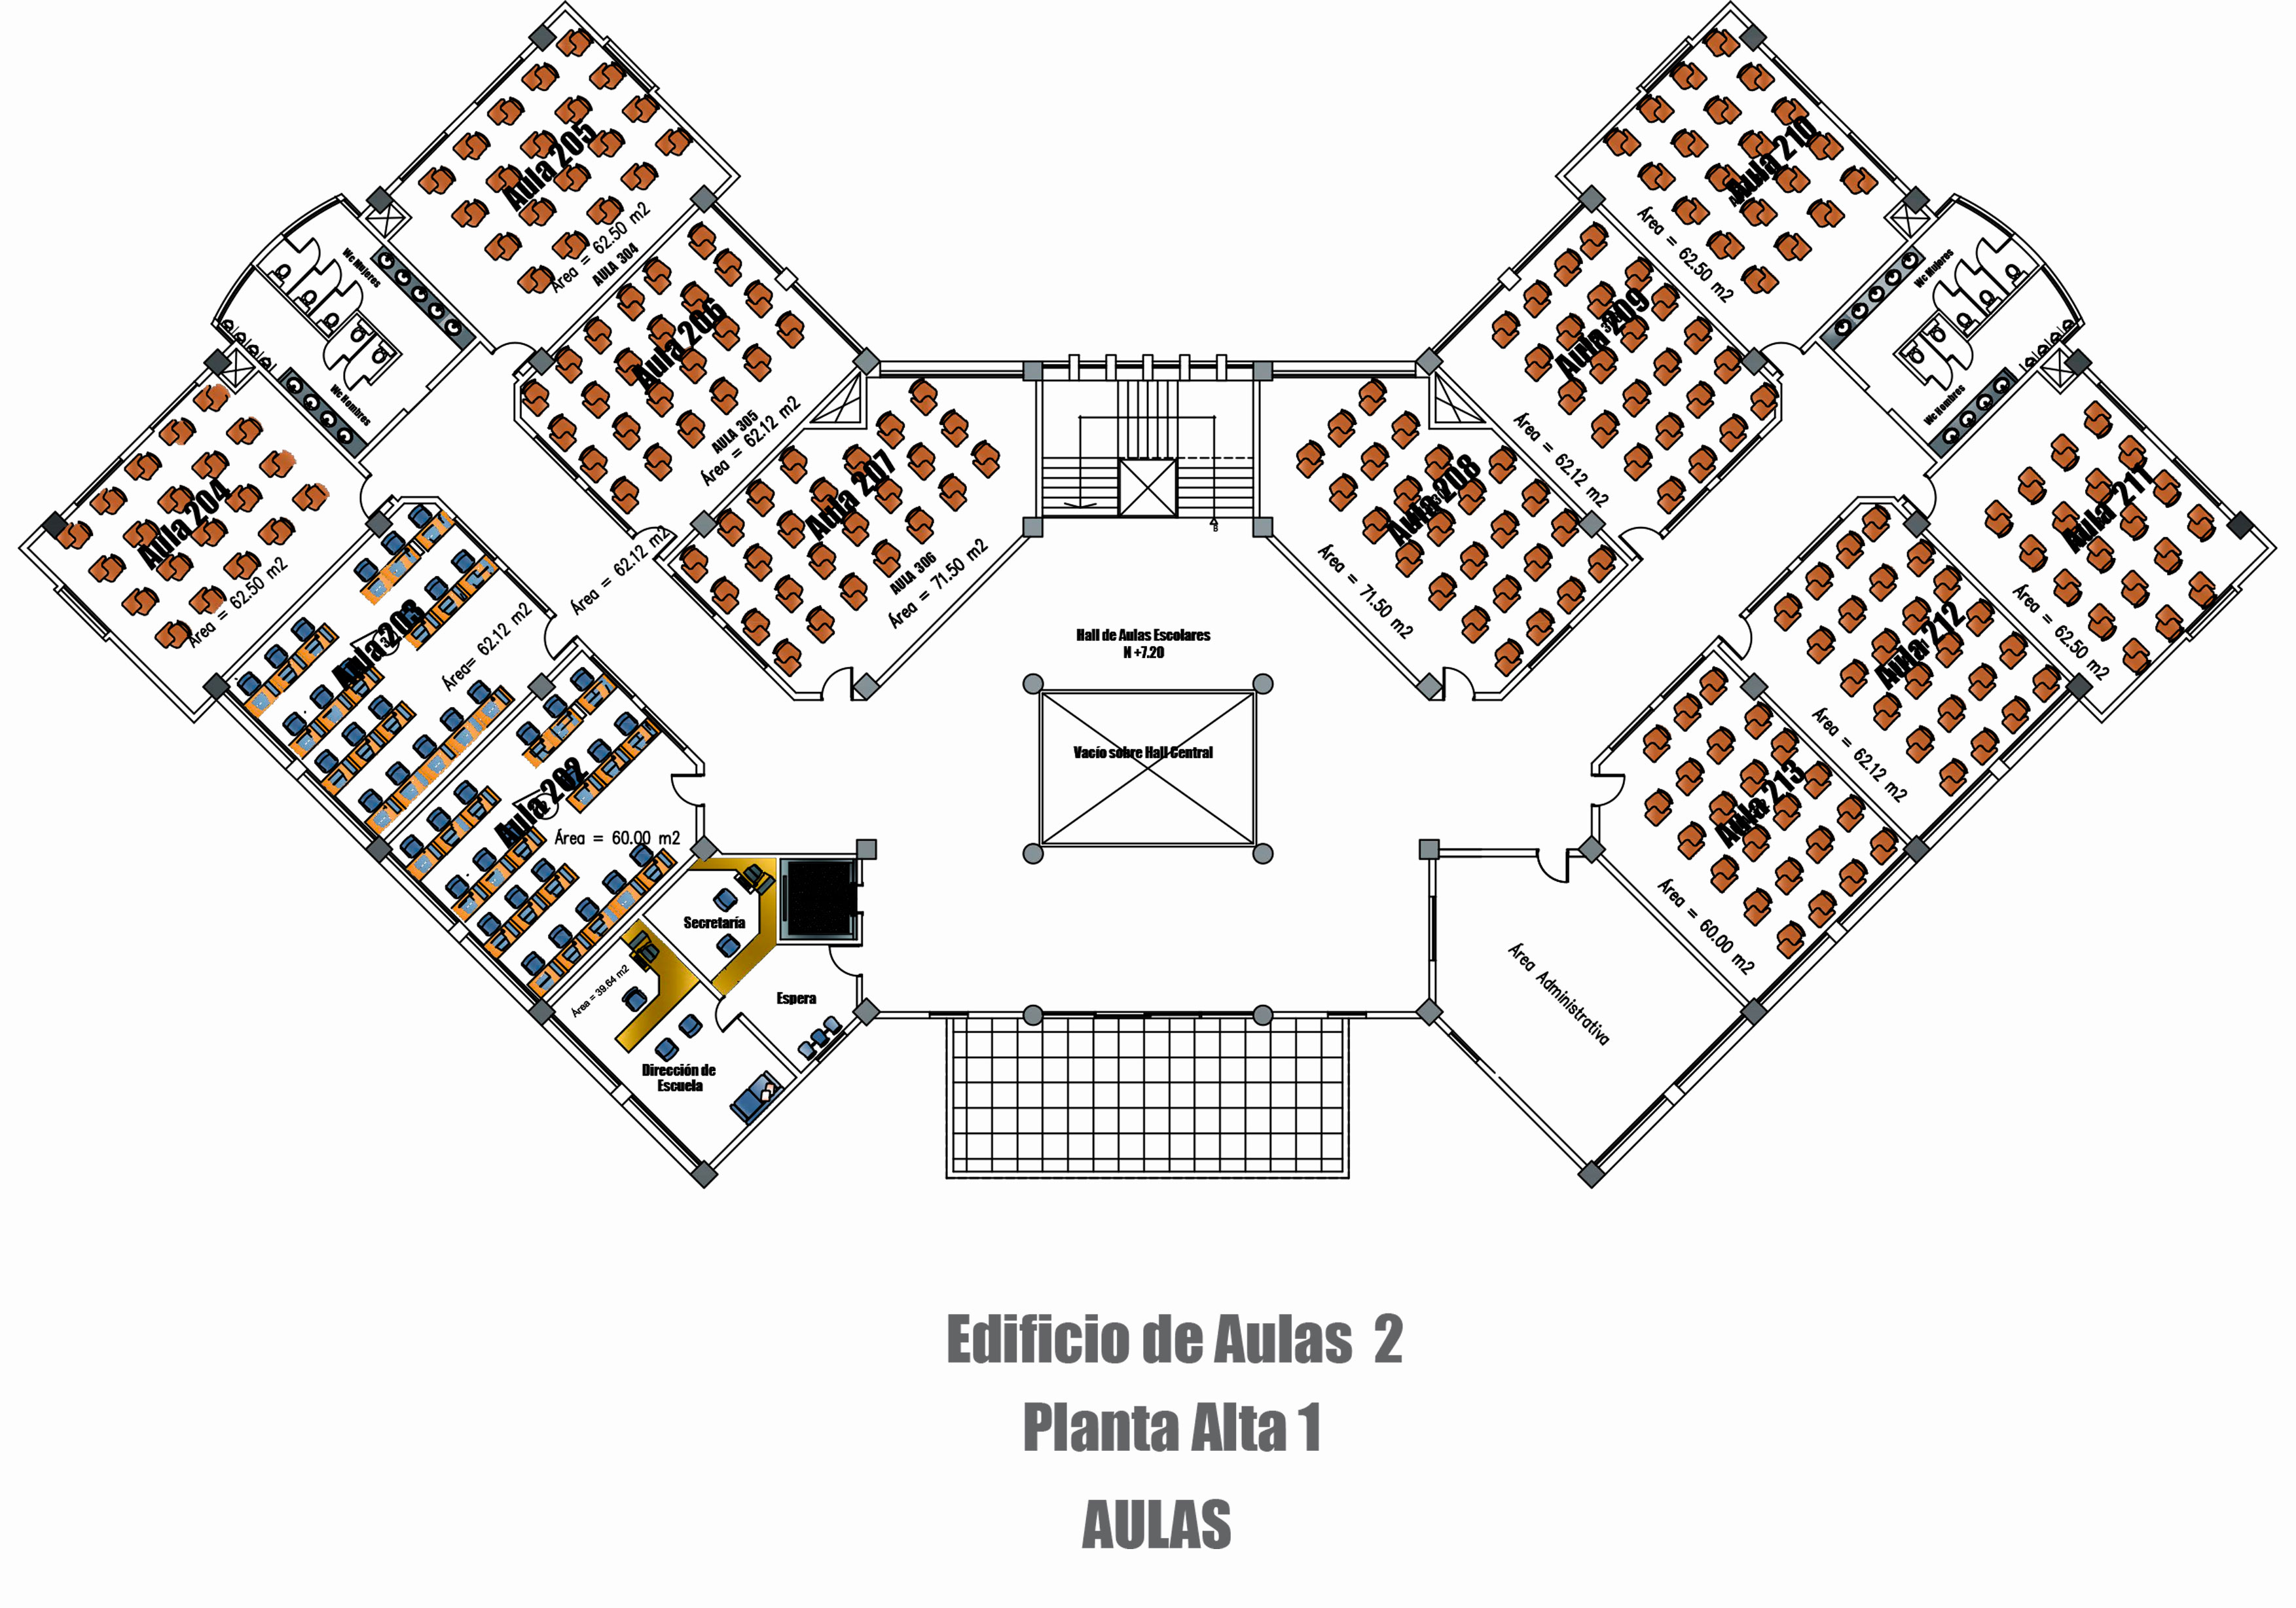 Aula 205
Área = 62.50 m2
AULA 304
Wc Mujeres
Wc Hombres
Aula 206
AULA 305
Área = 62.12 m2
Aula 204
Área = 62.50 m2
Aula 207
AULA 306
Área = 71.50 m2
Aula 203
Área= 62.12 m2
Área = 62.12 m2
Aula 202
Área = 60.00 m2
Secretaría
Área = 39.64 m2
Espera
Dirección de
Escuela
Hall de Aulas Escolares
N +7.20
Vacío sobre Hall Central
B
Aula 210
Área = 62.50 m2
Wc Mujeres
Wc Hombres
Aula 209
Área = 62.12 m2
Aula 208
Área = 71.50 m2
Aula 211
Área = 62.50 m2
Aula 212
Área = 62.12 m2
Aula 213
Área = 60.00 m2
Área Administrativa
Edificio de Aulas 2
Planta Alta 1
AULAS